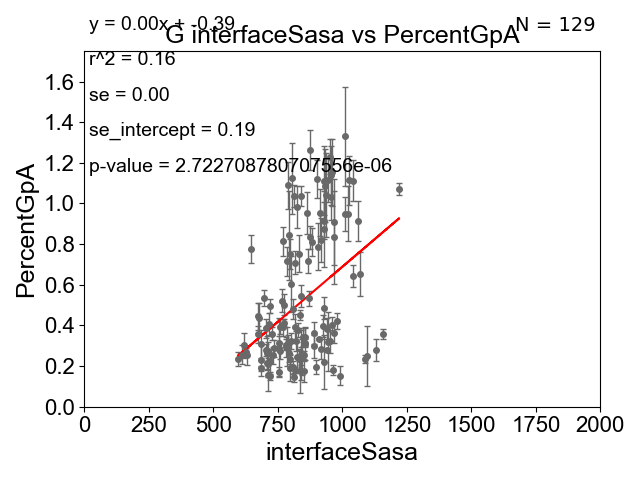 y = 0.00x + -0.39
N = 129
G interfaceSasa vs PercentGpA
r^2 = 0.16
se = 0.00
se_intercept = 0.19
p-value = 2.722708780707556e-06
PercentGpA
1.6
1.4
1.2
1.0
0.8
0.6
0.4
0.2
0.0
0 250 500 750 1000 1250 1500 1750 2000
interfaceSasa